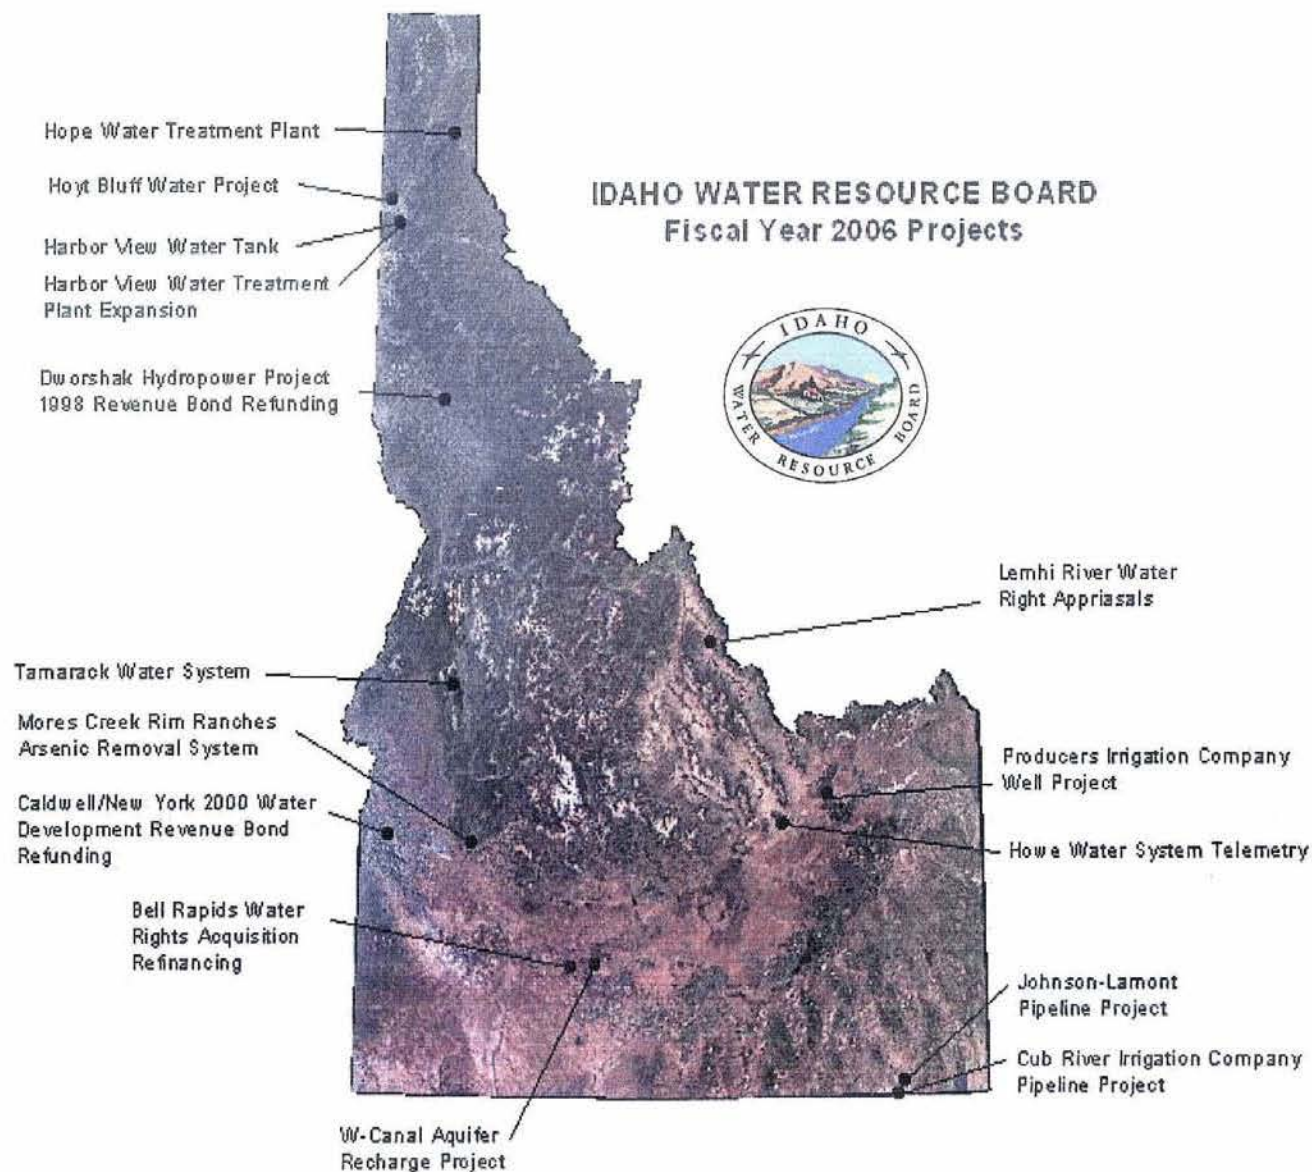 Hope Water Treatment Plant
Hoyt Bluff Water Project
IDAHO WATER RESOURCE BOARD
Fiscal Year 2006 Projects
Harbor View Water Tank
Harbor View Water Treatment
Plant Expansion
IDAHO
WATER RESOURCE BOARD
Dworshak Hydropower Project
1998 Revenue Bond Refunding
Lemhi River Water
Right Appriasals
Tamarack Water System
Mores Creek Rim Ranches
Arsenic Removal System
Producers Irrigation Company
Well Project
Caldwell/New York 2000 Water
Development Revenue Bond
Refunding
Howe Water System Telemetry
Bell Rapids Water
Rights Acquisition
Refinancing
Johnson-Lamont
Pipeline Project
Cub River Irrigation Company
Pipeline Project
W-Canal Aquifer
Recharge Project